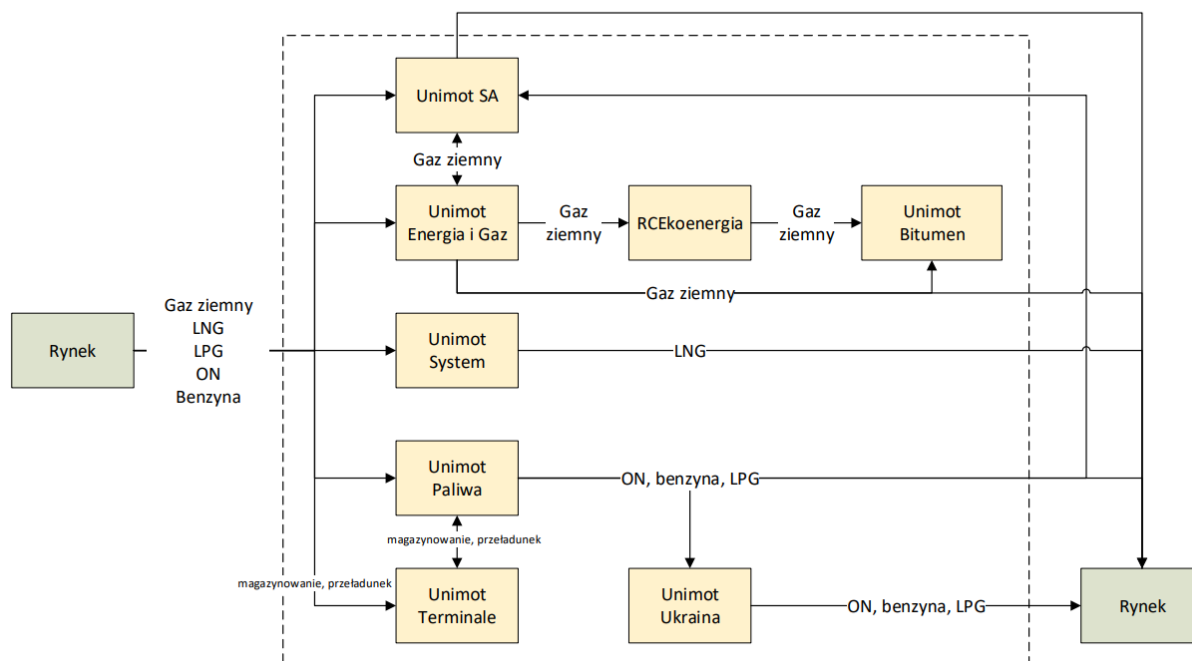 Unimot SA
Gaz ziemny
Unimot
Energia i Gaz
Gaz
ziemny
RCEkoenergia
Gaz
ziemny
Unimot
Bitumen
Gaz ziemny
Rynek
Gaz ziemny
LNG
LPG
ON
Benzyna
Unimot
System
LNG
Unimot
Paliwa
ON, benzyna, LPG
magazynowanie, przeładunek
magazynowanie, przeładunek
Unimot
Terminale
Unimot
Ukraina
ON, benzyna, LPG
Rynek